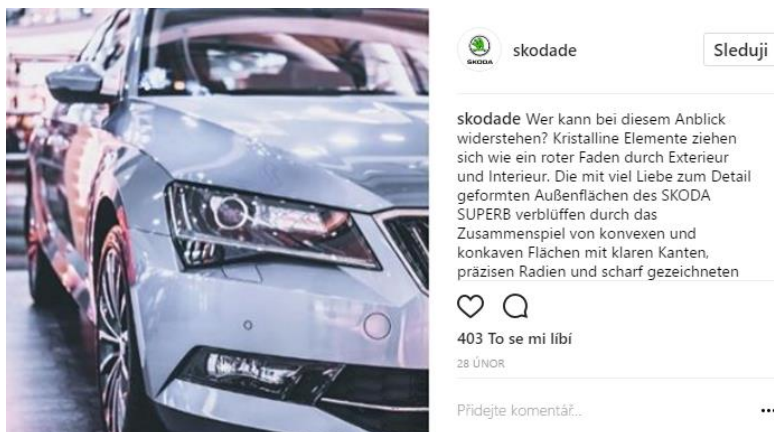 SKODA
skodade
Sleduji
skodade Wer kann bei diesem Anblick
widerstehen? Kristalline Elemente ziehen
sich wie ein roter Faden durch Exterieur
und Interieur. Die mit viel Liebe zum Detail
geformten Außenflächen des SKODA
SUPERB verblüffen durch das
Zusammenspiel von konvexen und
konkaven Flächen mit klaren Kanten,
präzisen Radien und scharf gezeichneten
403 To se mi líbí
28 ÚNOR
Přidejte komentář...